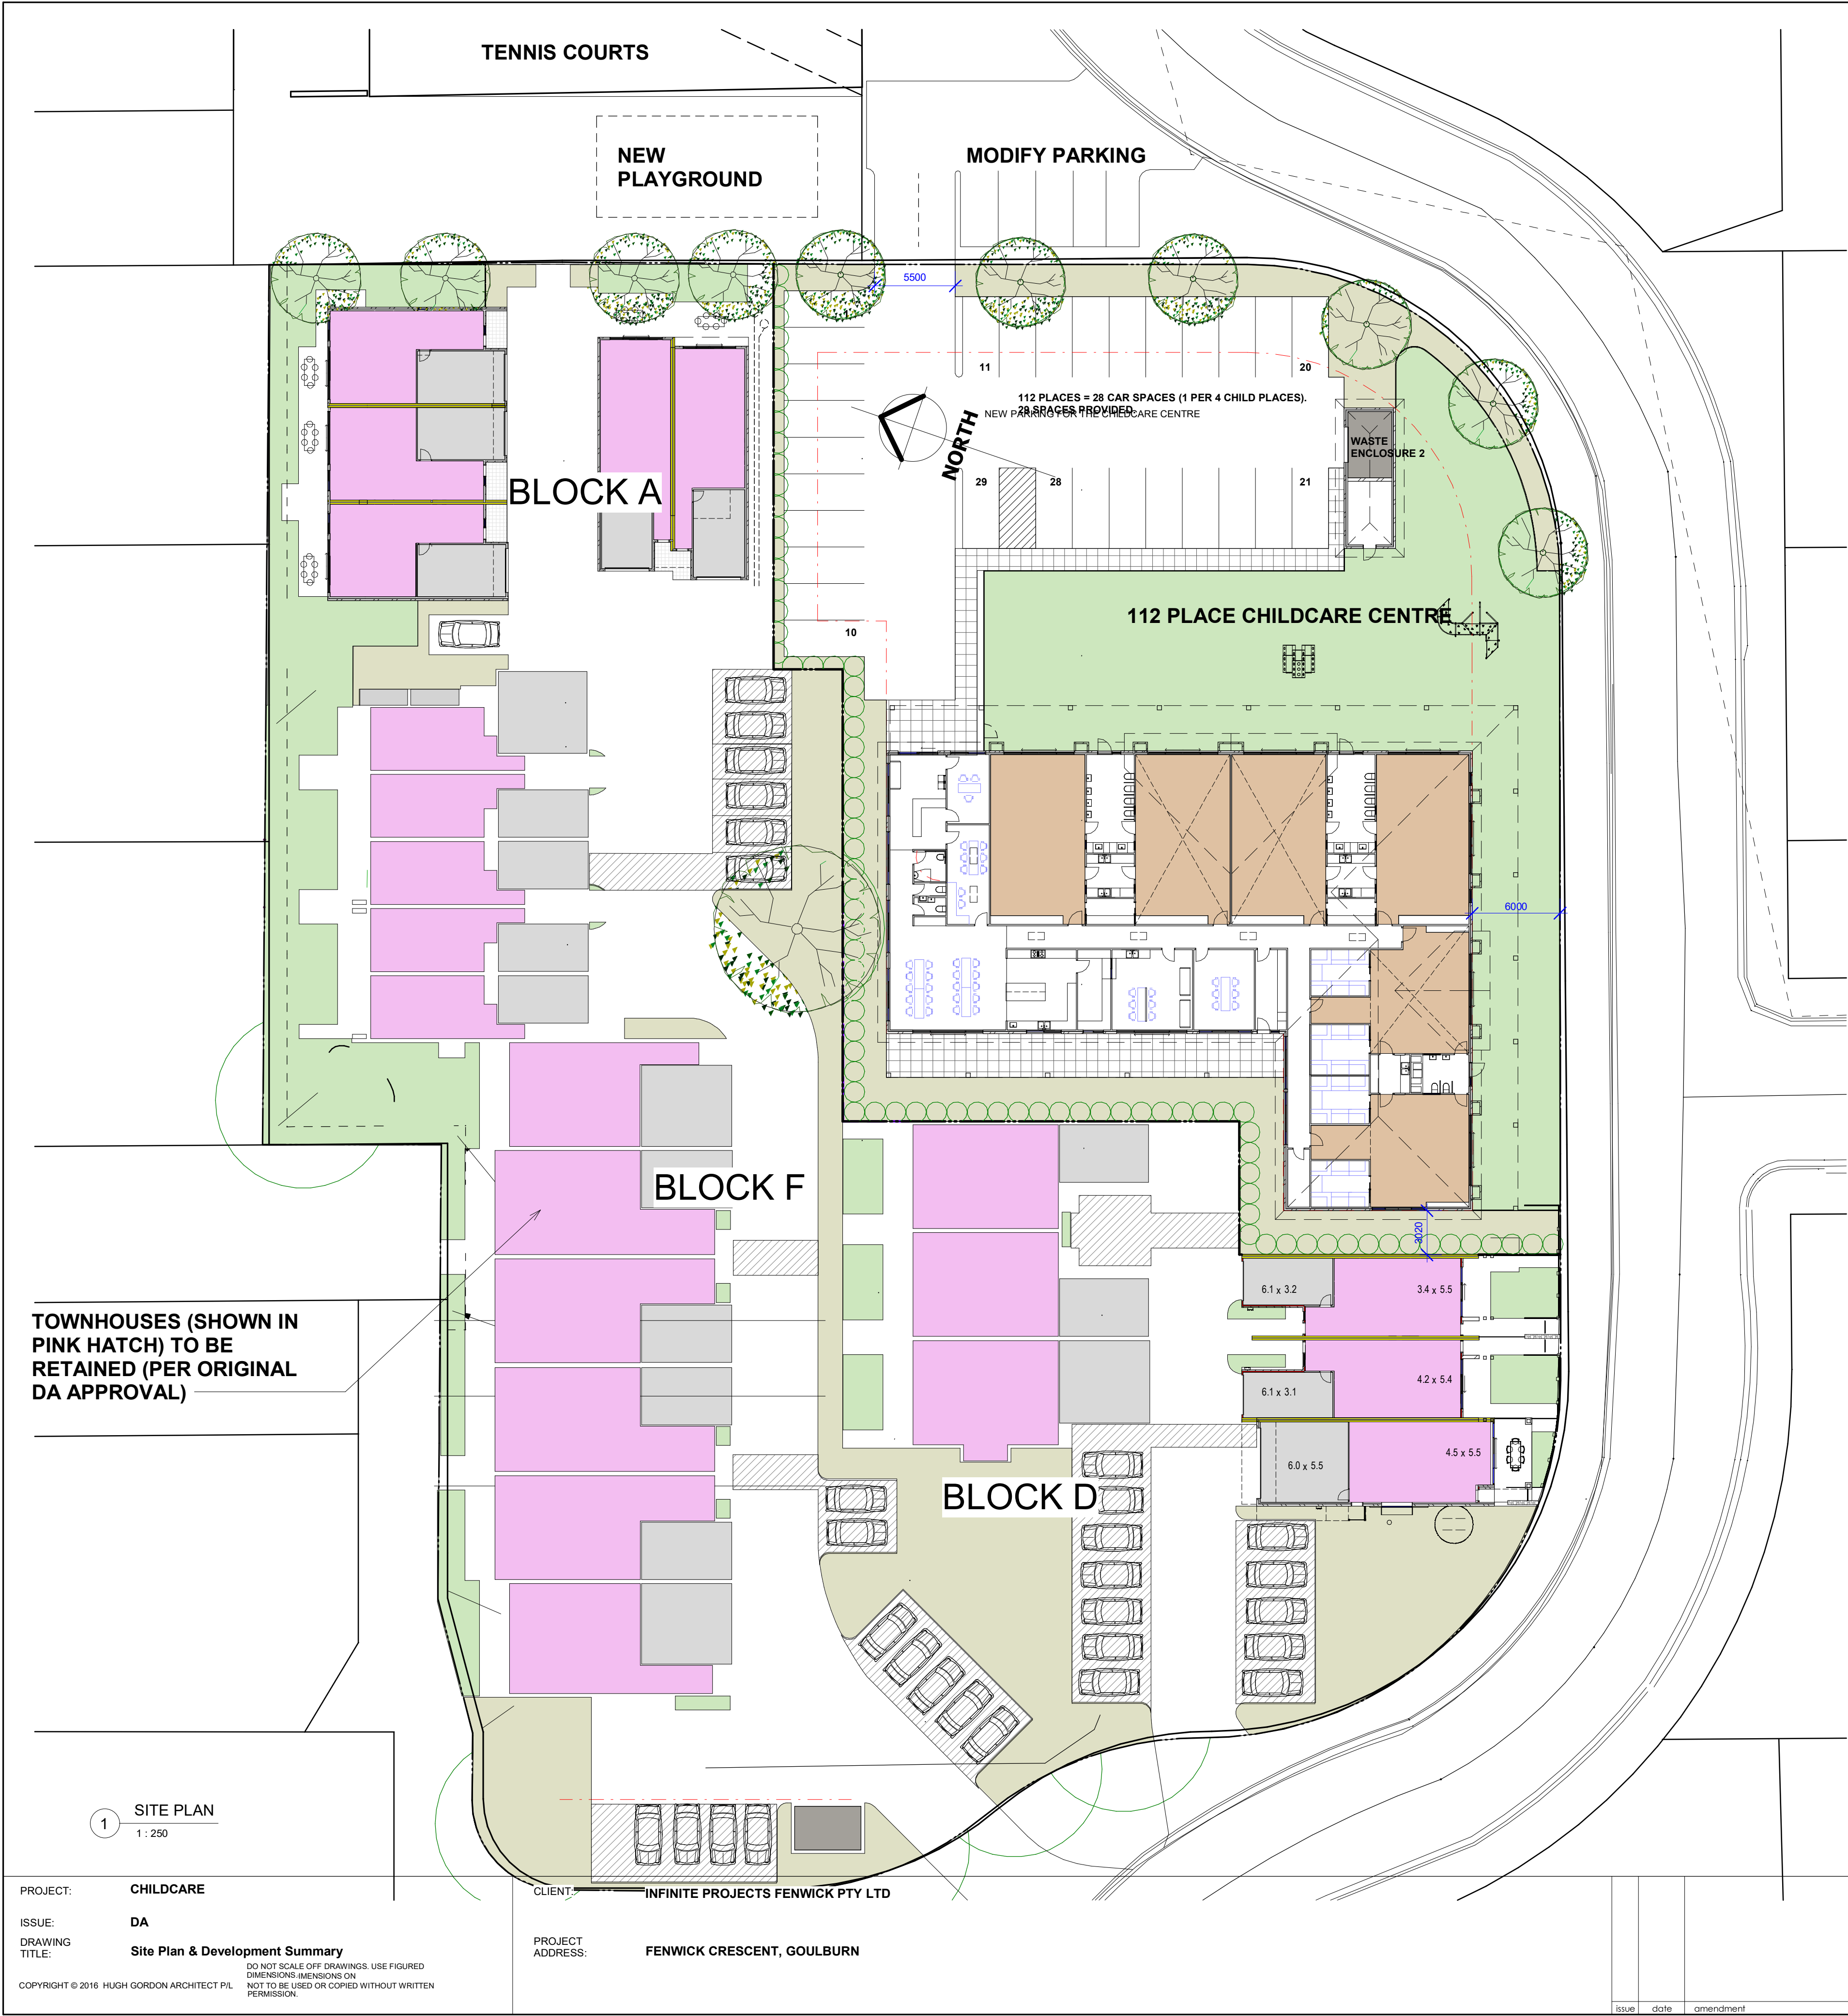 TENNIS COURTS
NEW
PLAYGROUND
MODIFY PARKING
5500
11
20
112 PLACES = 28 CAR SPACES (1 PER 4 CHILD PLACES).
29 SPACES PROVIDED
NEW PARKING FOR THE CHILDCARE CENTRE
NORTH
WASTE
ENCLOSURE 2
29
28
21
BLOCK A
112 PLACE CHILDCARE CENTRE
10
6000
BLOCK F
3020
6.1 x 3.2
3.4 x 5.5
TOWNHOUSES (SHOWN IN
PINK HATCH) TO BE
RETAINED (PER ORIGINAL
DA APPROVAL)
6.1 x 3.1
4.2 x 5.4
4.5 x 5.5
6.0 x 5.5
BLOCK D
1
SITE PLAN
1 : 250
PROJECT:
CHILDCARE
CLIENT:
INFINITE PROJECTS FENWICK PTY LTD
ISSUE:
DA
DRAWING
TITLE:
Site Plan & Development Summary
PROJECT
ADDRESS:
FENWICK CRESCENT, GOULBURN
COPYRIGHT © 2016 HUGH GORDON ARCHITECT P/L
DO NOT SCALE OFF DRAWINGS. USE FIGURED
DIMENSIONS.IMENSIONS ON
NOT TO BE USED OR COPIED WITHOUT WRITTEN
PERMISSION.
issue
date
amendment